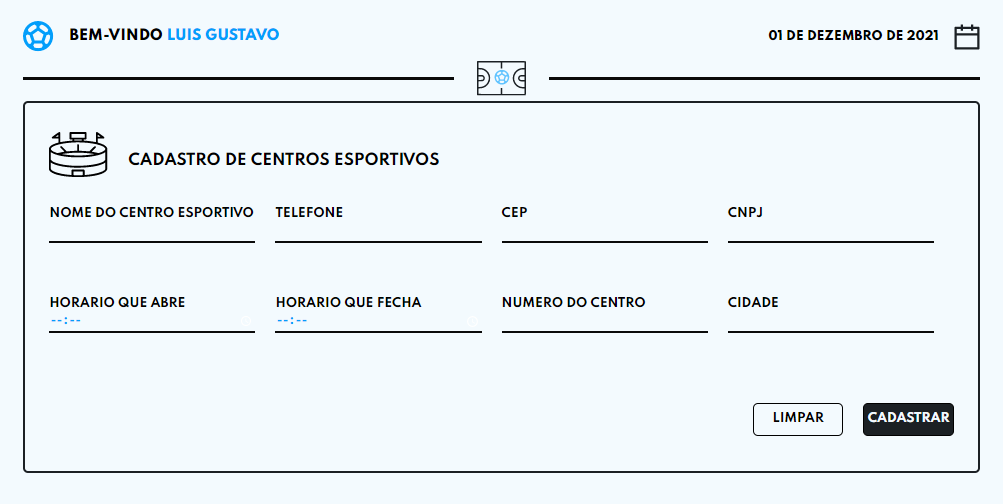 BEM-VINDO LUIS GUSTAVO
01 DE DEZEMBRO DE 2021
CADASTRO DE CENTROS ESPORTIVOS
NOME DO CENTRO ESPORTIVO
TELEFONE
CEP
CNPJ
HORARIO QUE ABRE
HORARIO QUE FECHA
NUMERO DO CENTRO
CIDADE
--:--
--:--
LIMPAR
CADASTRAR